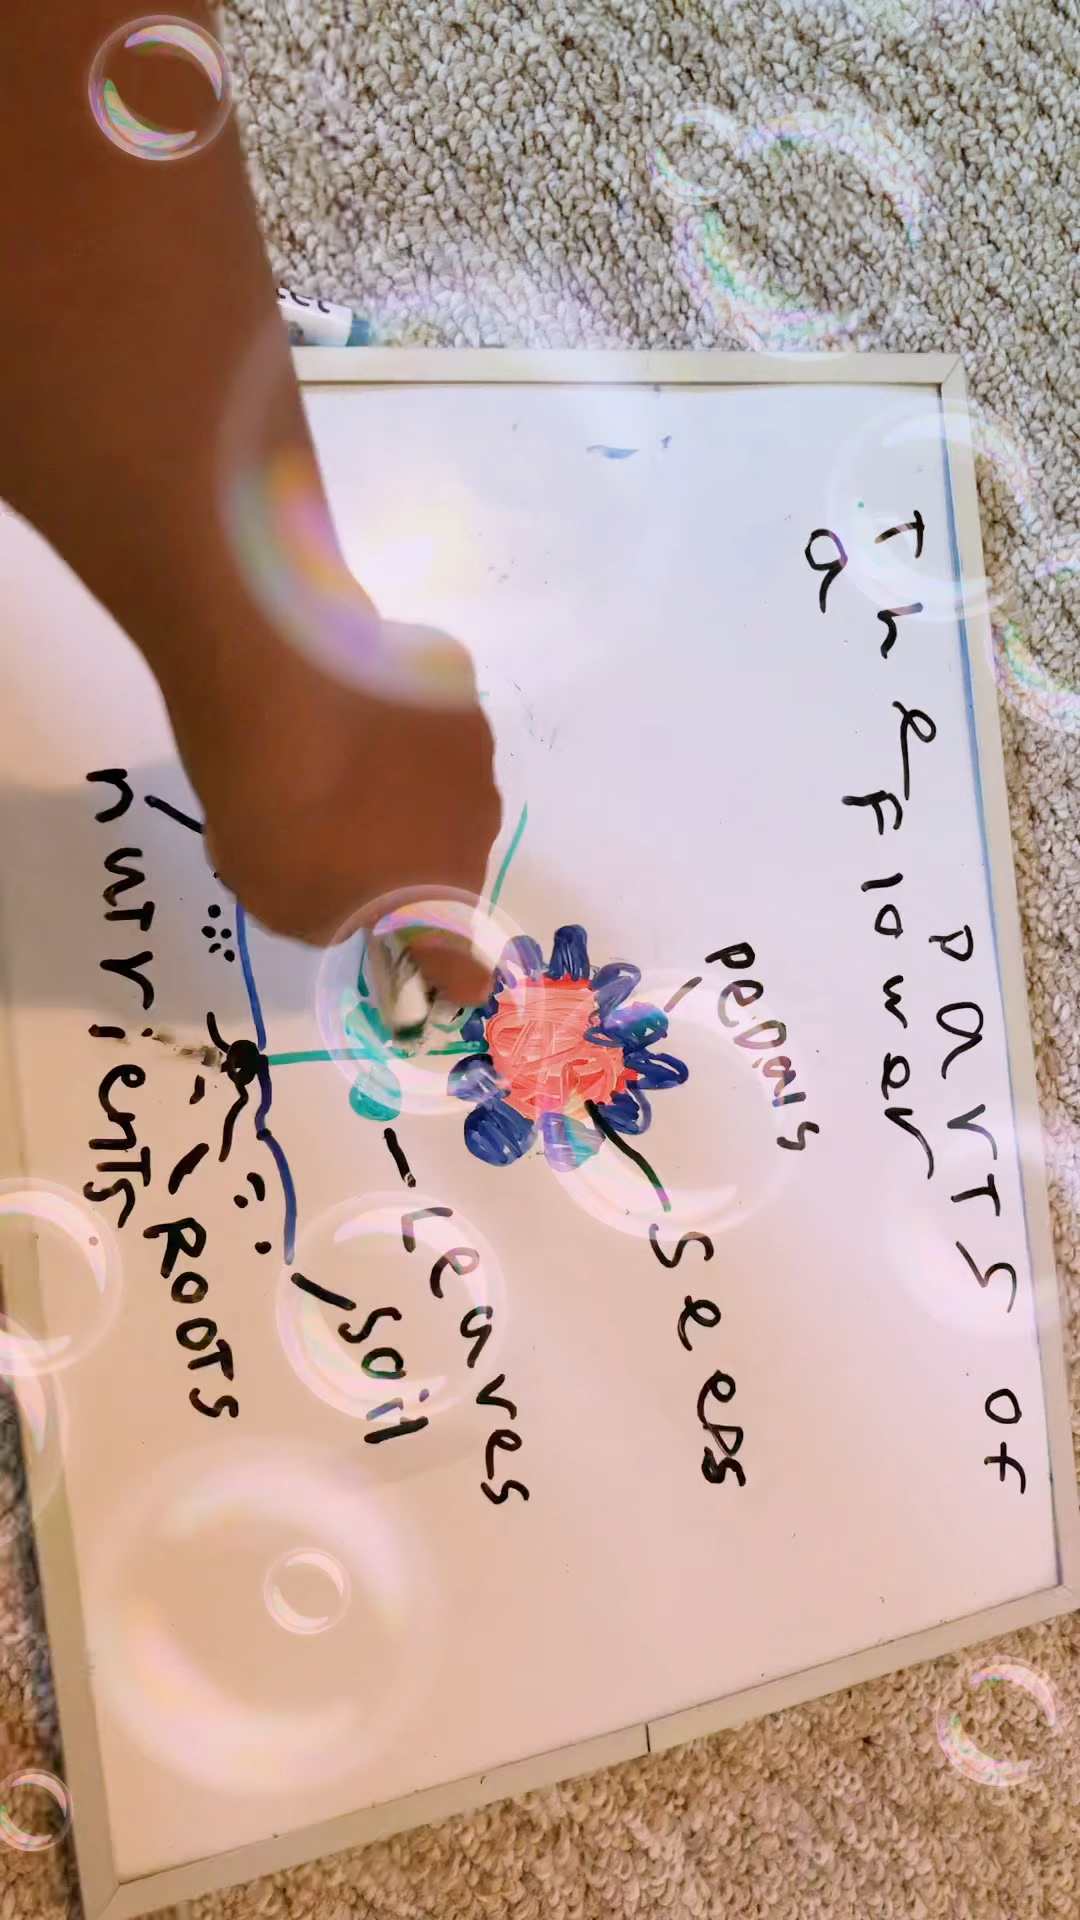 parts of
The Flower
a
pedals
seeds
Leaves
soil
Roots
nutrients